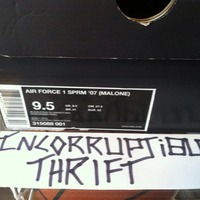 AIR FORCE 1 SPRM '07 (MALONE)
9.5
315088 001
INCORRUPTIBLE
THRIFT